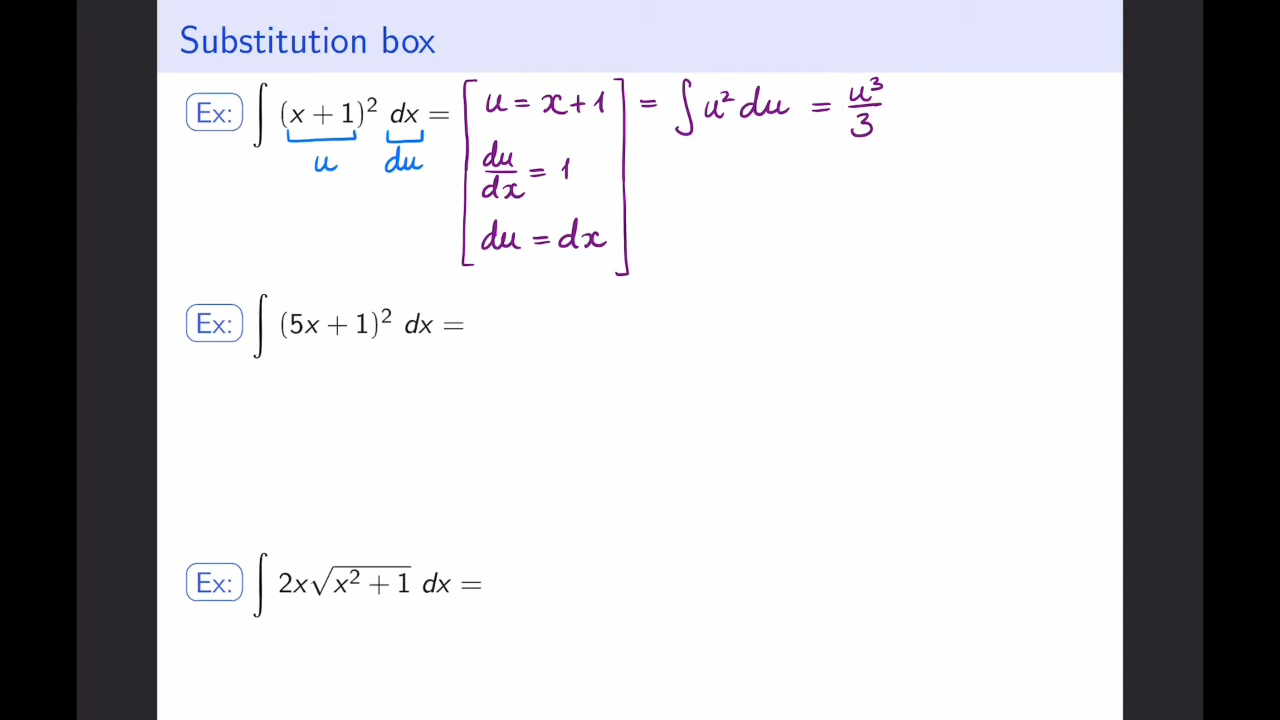 Substitution box
Ex: ∫ (x + 1)² dx = [ u = x + 1 ] = ∫ u² du = u³/3
u du
du/dx = 1
du = dx
Ex: ∫ (5x + 1)² dx =
Ex: ∫ 2x√(x² + 1) dx =